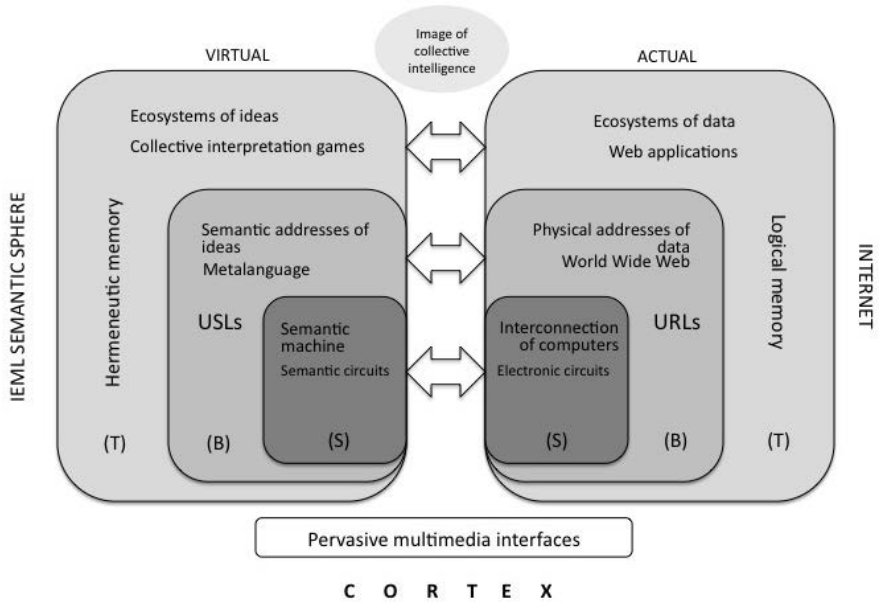 Image of
collective
intelligence
VIRTUAL
ACTUAL
IEML SEMANTIC SPHERE
Ecosystems of ideas
Collective interpretation games
Hermeneutic memory
(T)
Semantic addresses of
ideas
Metalanguage
USLs
(B)
Semantic
machine
Semantic circuits
(S)
Ecosystems of data
Web applications
Physical addresses of
data
World Wide Web
Interconnection
of computers
Electronic circuits
(S)
URLs
(B)
Logical memory
(T)
INTERNET
Pervasive multimedia interfaces
C O R T E X